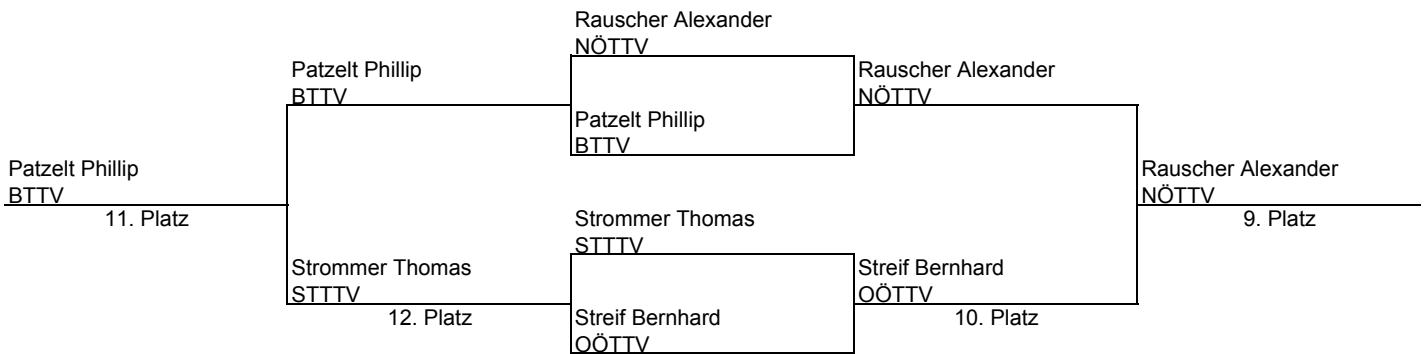 Rauscher Alexander
NÖTTV
Patzelt Phillip
BTTV
Rauscher Alexander
NÖTTV
Patzelt Phillip
BTTV
Patzelt Phillip
BTTV
11. Platz
Rauscher Alexander
NÖTTV
9. Platz
Strommer Thomas
STTTV
Strommer Thomas
STTTV
12. Platz
Streif Bernhard
OÖTTV
10. Platz
Streif Bernhard
OÖTTV